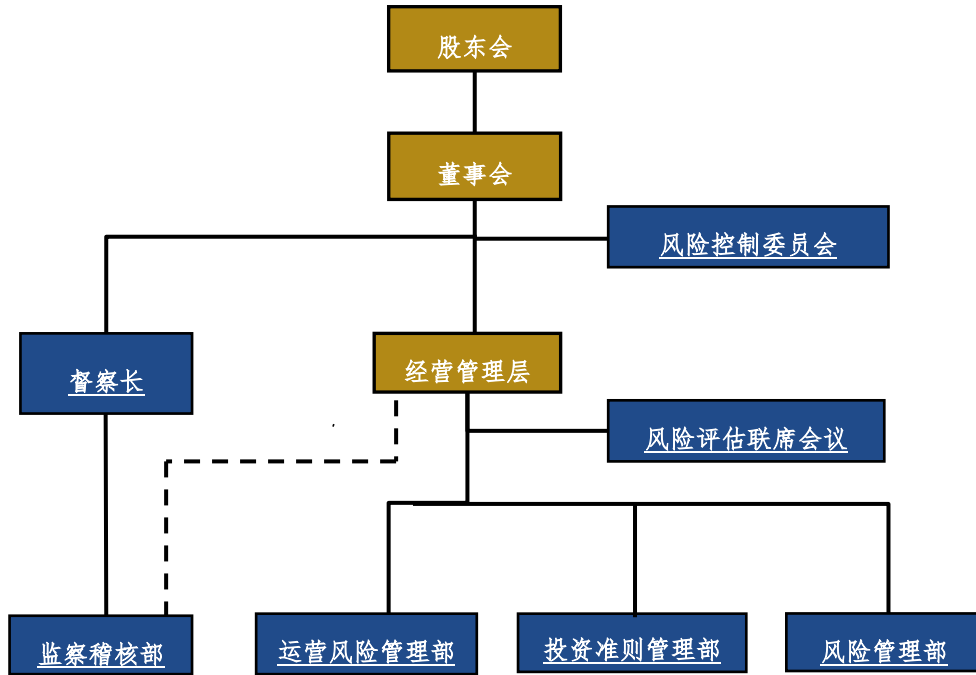 股东会
董事会
风险控制委员会
督察长
经营管理层
风险评估联席会议
监察稽核部
运营风险管理部
投资准则管理部
风险管理部